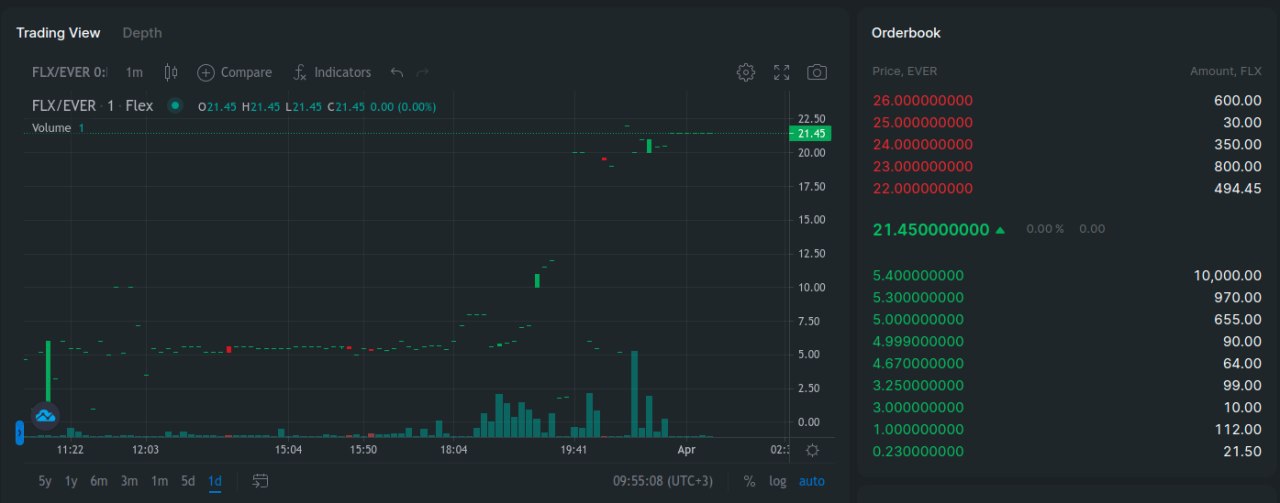 Trading View Depth
FLX/EVER 0: 1m Compare Indicators
FLX/EVER · 1 · Flex O21.45 H21.45 L21.45 C21.45 0.00 (0.00%)
Volume 1
22.50
21.45
20.00
17.50
15.00
12.50
10.00
7.50
5.00
2.50
0.00
11:22 12:03 15:04 15:50 18:04 19:41 Apr 02:
5y 1y 6m 3m 1m 5d 1d 09:55:08 (UTC+3) % log auto
Orderbook
Price, EVER Amount, FLX
26.000000000 600.00
25.000000000 30.00
24.000000000 350.00
23.000000000 800.00
22.000000000 494.45
21.450000000 0.00 % 0.00
5.400000000 10,000.00
5.300000000 970.00
5.000000000 655.00
4.999000000 90.00
4.670000000 64.00
3.250000000 99.00
3.000000000 10.00
1.000000000 112.00
0.230000000 21.50